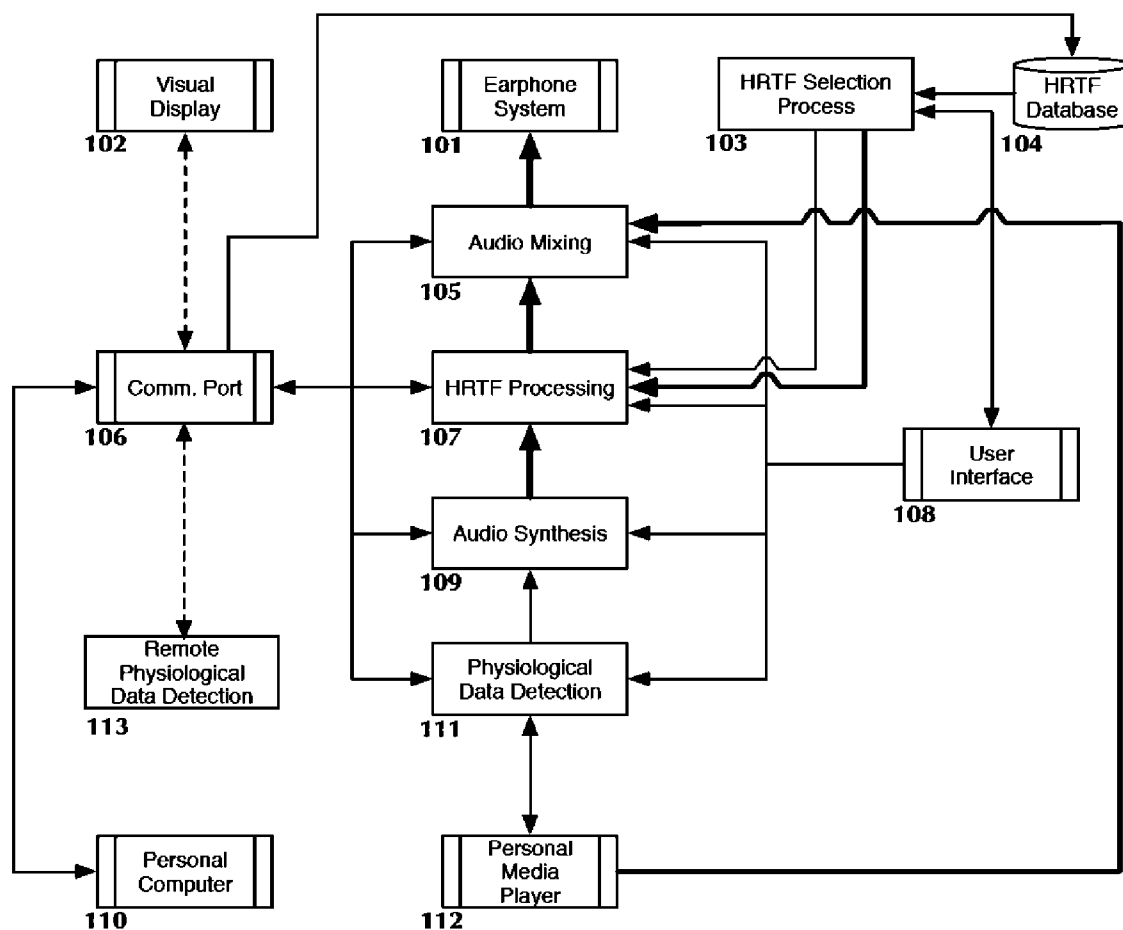 Visual
Display
102
Earphone
System
101
HRTF Selection
Process
103
HRTF
Database
104
Audio Mixing
105
Comm. Port
106
HRTF Processing
107
User
Interface
108
Audio Synthesis
109
Remote
Physiological
Data Detection
113
Physiological
Data Detection
111
Personal
Computer
110
Personal
Media
Player
112